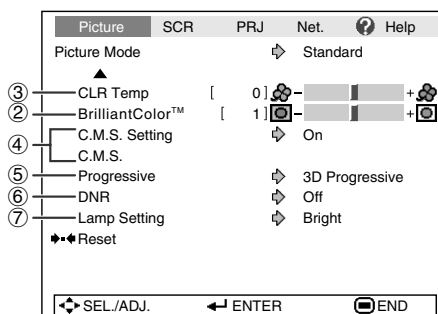 Picture SCR PRJ Net. ? Help
Picture Mode Standard
③ CLR Temp [ 0 ] − +
② BrilliantColor™ [ 1 ] − +
④ C.M.S. Setting On
C.M.S.
⑤ Progressive 3D Progressive
⑥ DNR Off
⑦ Lamp Setting Bright
Reset
SEL./ADJ. ENTER END